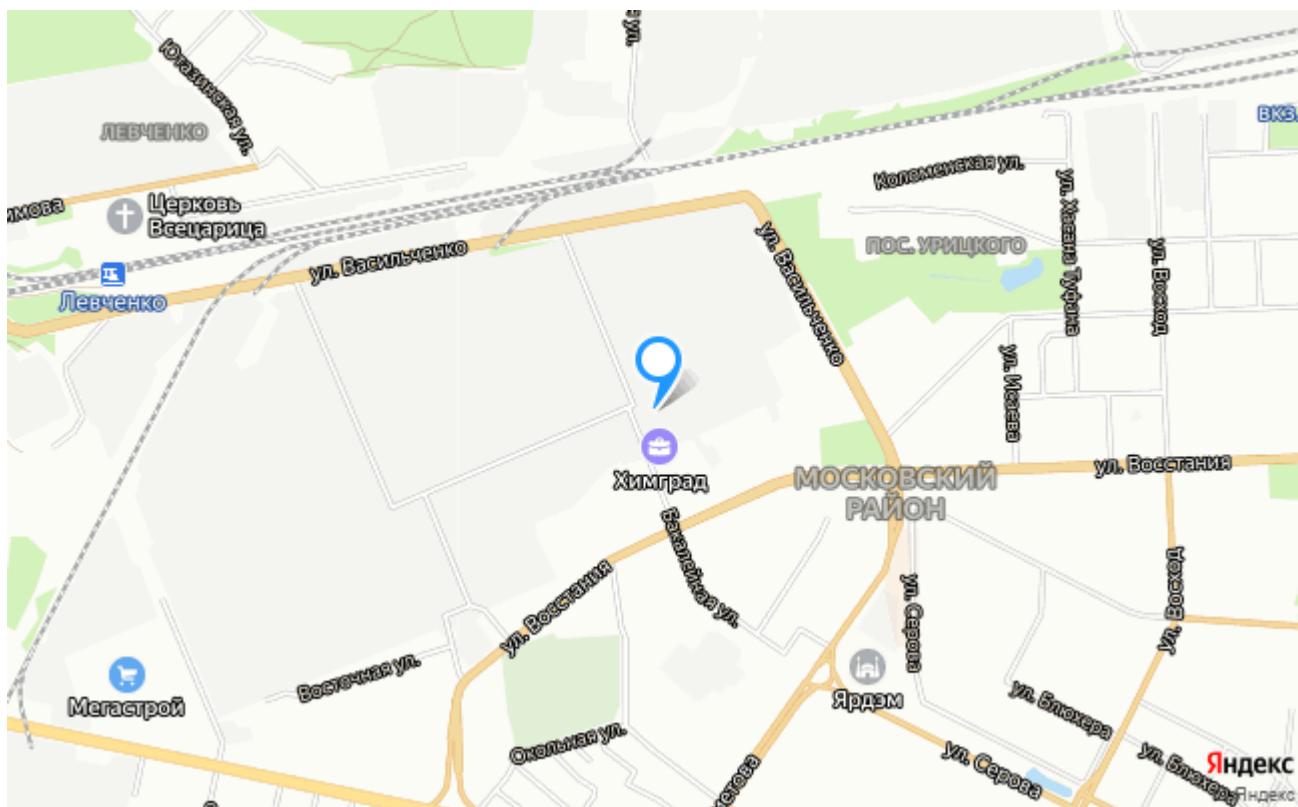 ул.
Ютазинская ул.
ЛЕВЧЕНКО
ВКЗ
Коломенская ул.
ул. Хасана Туфана
Церковь
Всецарица
ул. Васильченко
ул. Васильченко
ПОС. УРИЦКОГО
ул. Восход
Левченко
ул. Исаева
Химград
ул. Восстания
МОСКОВСКИЙ
РАЙОН
Бакалейная ул.
ул. Восстания
ул. Серова
ул. Восход
Восточная ул.
Мегастрой
Ярдэм
ул. Блюхера
Окольная ул.
ул. Серова
ул. Блюхера
Яндекс
Яндекс